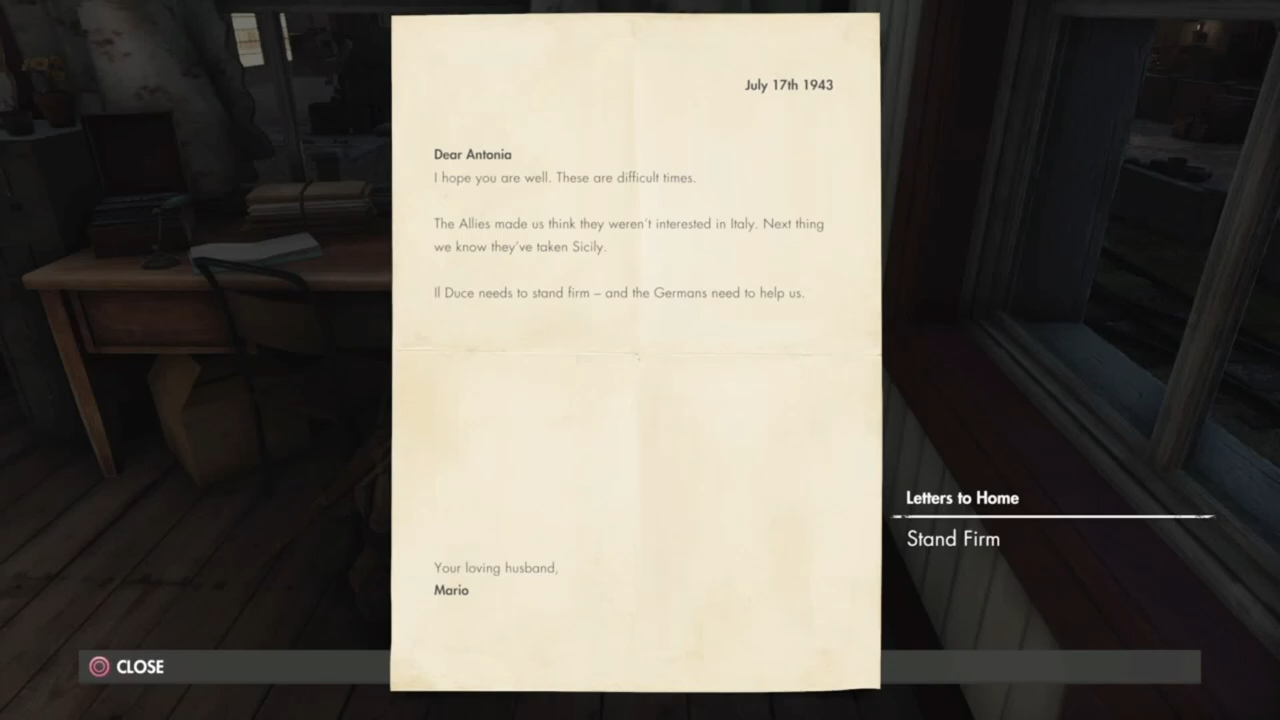 July 17th 1943
Dear Antonia
I hope you are well. These are difficult times.
The Allies made us think they weren't interested in Italy. Next thing
we know they've taken Sicily.
Il Duce needs to stand firm – and the Germans need to help us.
Your loving husband,
Mario
Letters to Home
Stand Firm
CLOSE